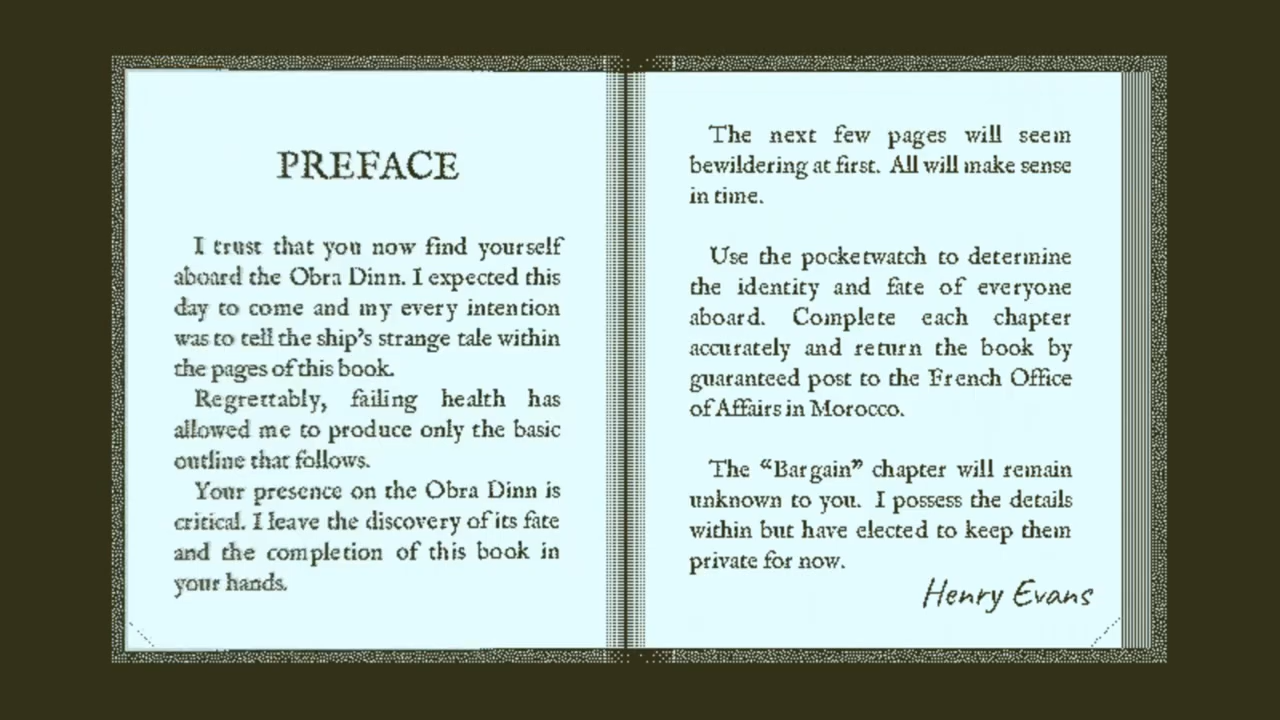 PREFACE
I trust that you now find yourself
aboard the Obra Dinn. I expected this
day to come and my every intention
was to tell the ship's strange tale within
the pages of this book.
Regrettably, failing health has
allowed me to produce only the basic
outline that follows.
Your presence on the Obra Dinn is
critical. I leave the discovery of its fate
and the completion of this book in
your hands.
The next few pages will seem
bewildering at first. All will make sense
in time.
Use the pocketwatch to determine
the identity and fate of everyone
aboard. Complete each chapter
accurately and return the book by
guaranteed post to the French Office
of Affairs in Morocco.
The “Bargain” chapter will remain
unknown to you. I possess the details
within but have elected to keep them
private for now.
Henry Evans